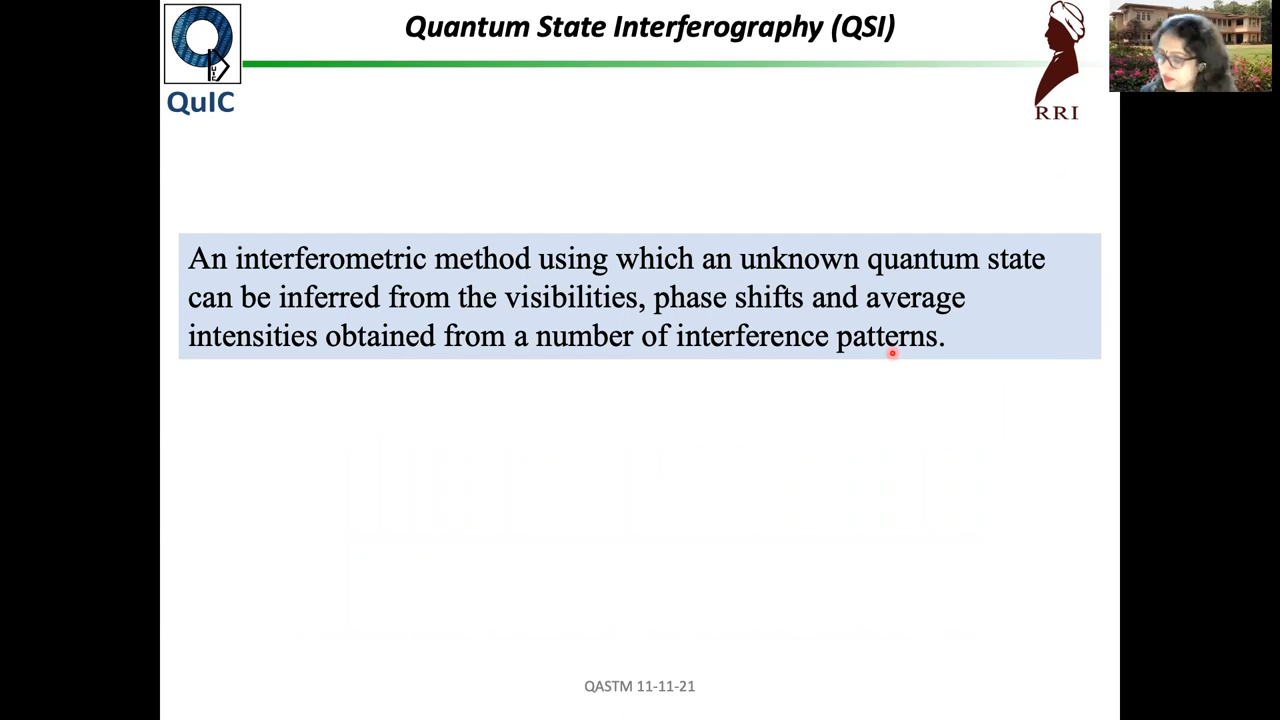 Quantum State Interferography (QSI)
QuIC
RRI
An interferometric method using which an unknown quantum state
can be inferred from the visibilities, phase shifts and average
intensities obtained from a number of interference patterns.
QASTM 11-11-21